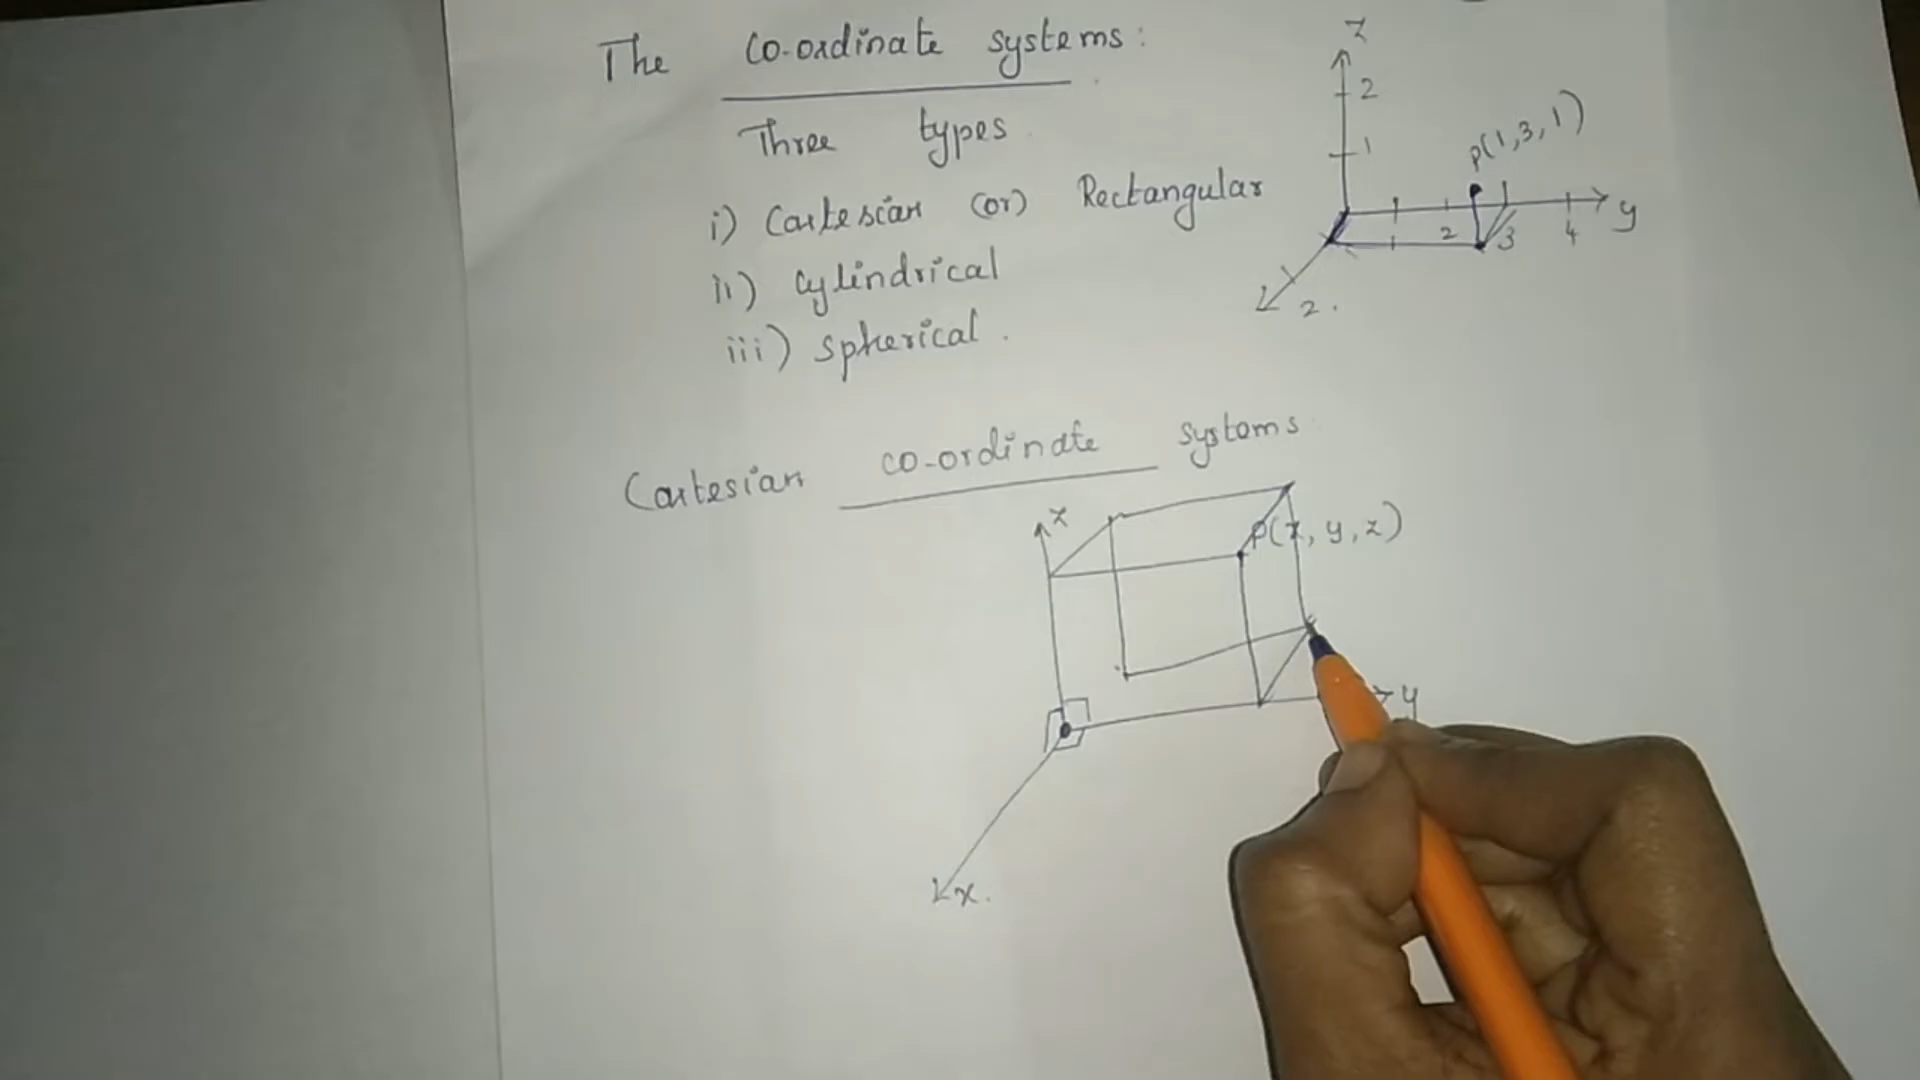 The co-ordinate systems:
Three types
i) Cartesian (or) Rectangular
ii) cylindrical
iii) spherical.
z
2
1
P(1,3,1)
2 3 4 y
2.
Cartesian co-ordinate systems
z
P(x, y, z)
y
x.